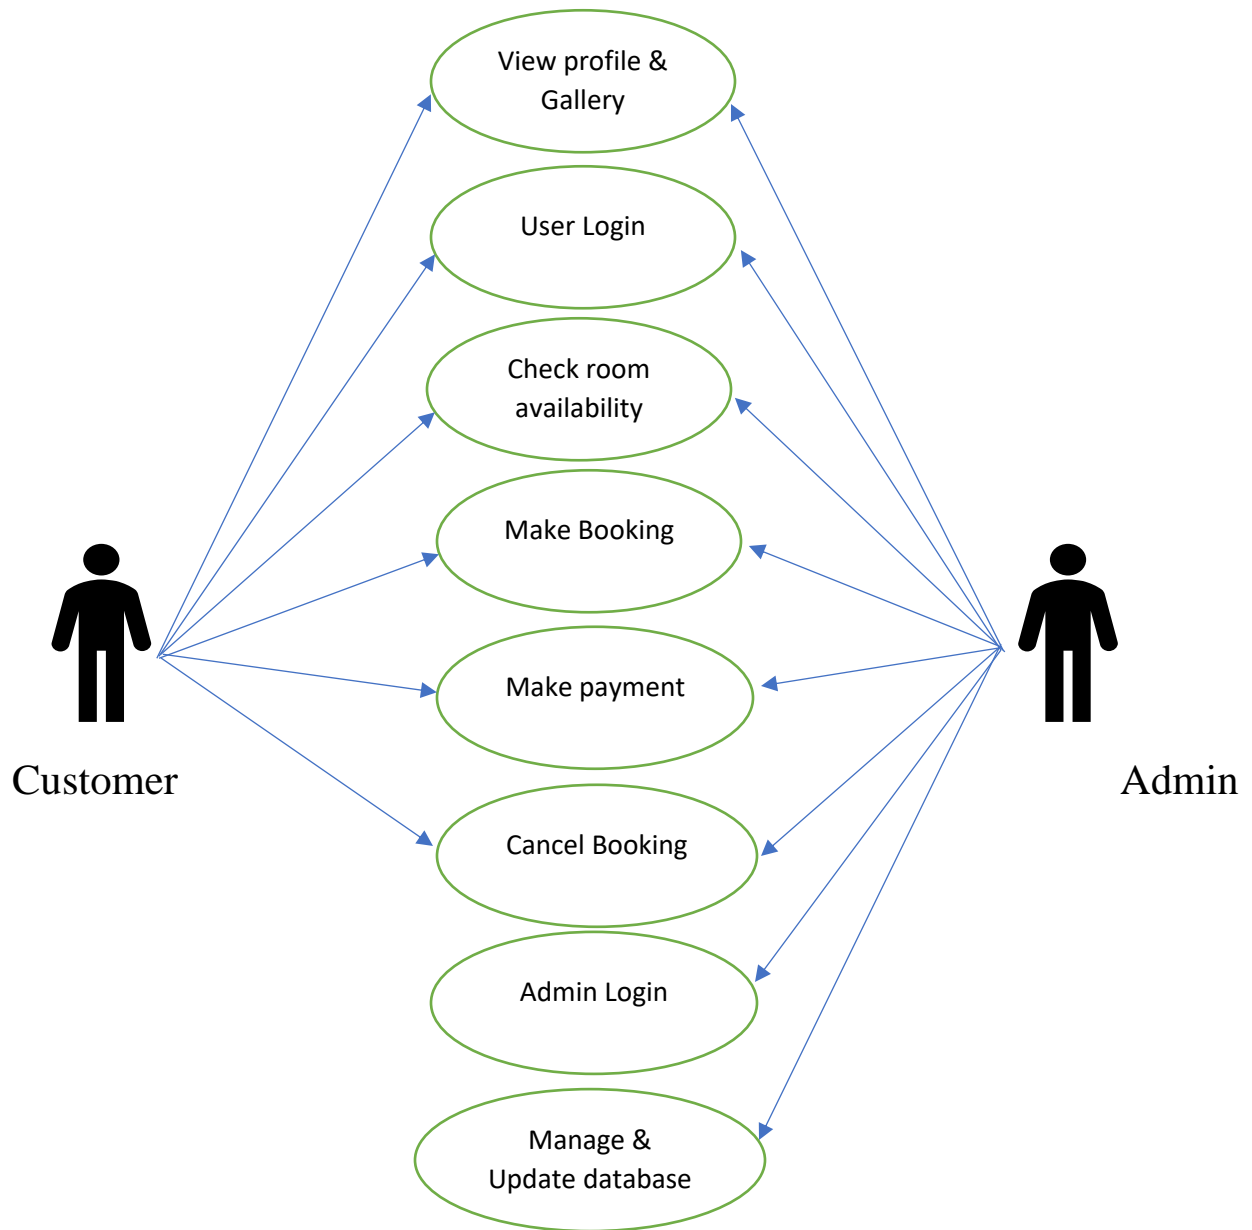 View profile &
Gallery
User Login
Check room
availability
Make Booking
Make payment
Customer
Admin
Cancel Booking
Admin Login
Manage &
Update database